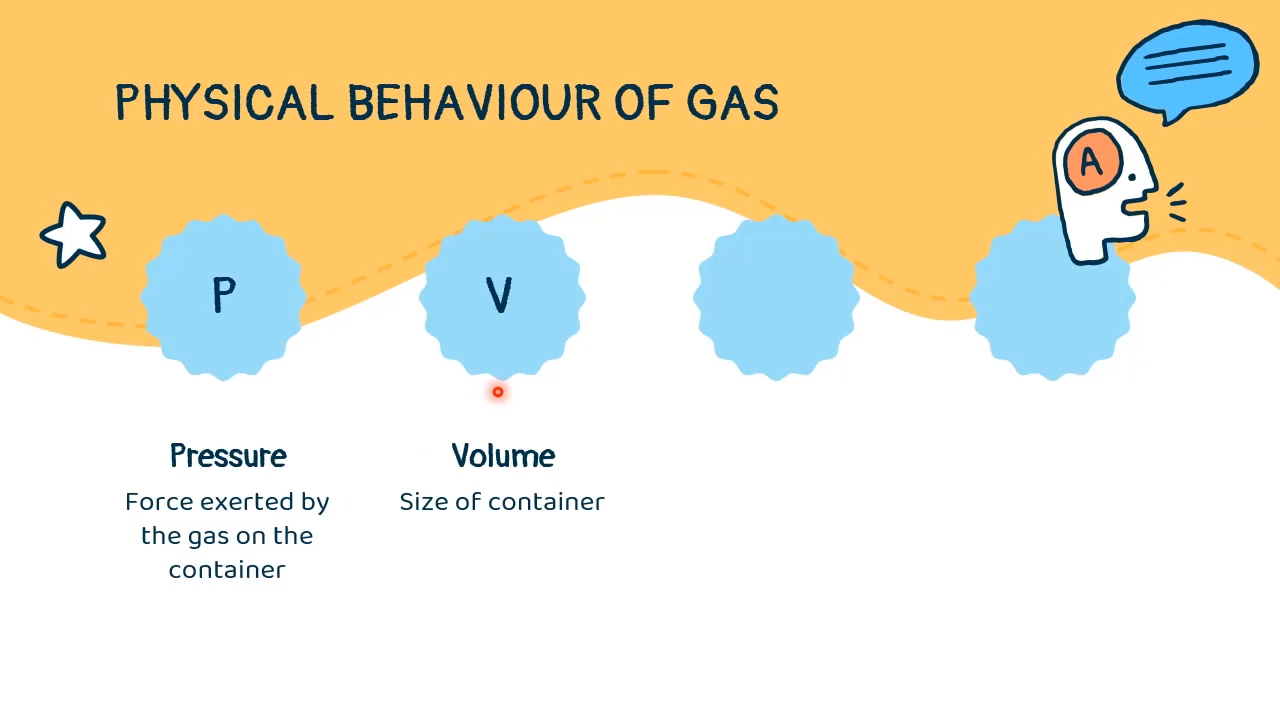 PHYSICAL BEHAVIOUR OF GAS
A
P
V
Pressure
Force exerted by
the gas on the
container
Volume
Size of container